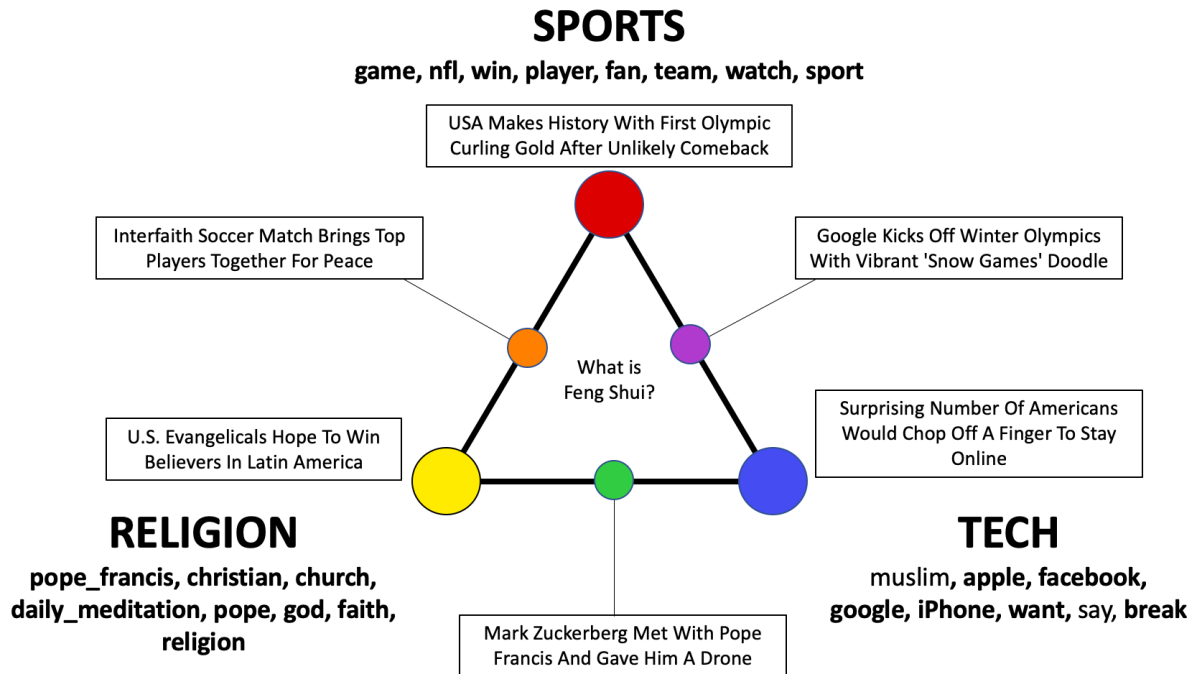 SPORTS
game, nfl, win, player, fan, team, watch, sport
USA Makes History With First Olympic
Curling Gold After Unlikely Comeback
Interfaith Soccer Match Brings Top
Players Together For Peace
Google Kicks Off Winter Olympics
With Vibrant 'Snow Games' Doodle
What is
Feng Shui?
U.S. Evangelicals Hope To Win
Believers In Latin America
Surprising Number Of Americans
Would Chop Off A Finger To Stay
Online
RELIGION
pope_francis, christian, church,
daily_meditation, pope, god, faith,
religion
TECH
muslim, apple, facebook,
google, iPhone, want, say, break
Mark Zuckerberg Met With Pope
Francis And Gave Him A Drone